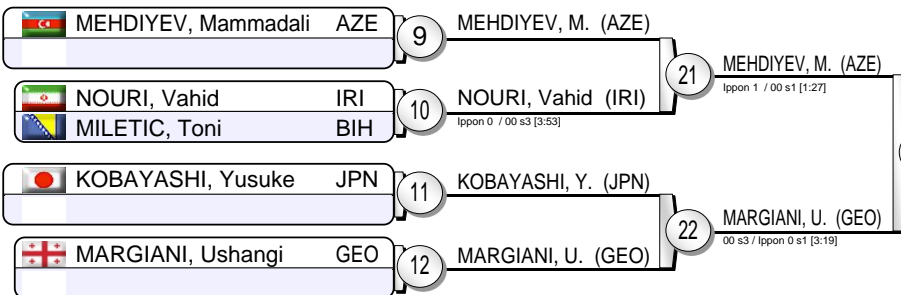 MEHDIYEV, Mammadali AZE
9
MEHDIYEV, M. (AZE)
NOURI, Vahid IRI
MILETIC, Toni BIH
10
NOURI, Vahid (IRI)
Ippon 0 / 00 s3 [3:53]
21
MEHDIYEV, M. (AZE)
Ippon 1 / 00 s1 [1:27]
KOBAYASHI, Yusuke JPN
11
KOBAYASHI, Y. (JPN)
MARGIANI, Ushangi GEO
12
MARGIANI, U. (GEO)
22
MARGIANI, U. (GEO)
00 s3 / Ippon 0 s1 [3:19]